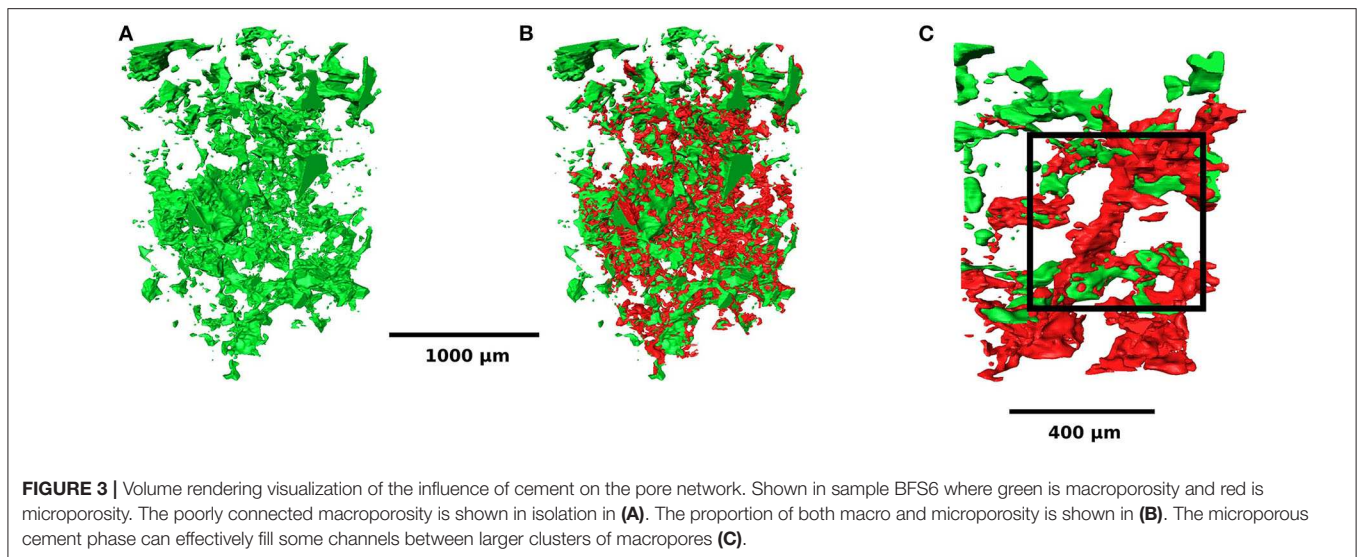 A
B
C
1000 µm
400 µm
FIGURE 3 | Volume rendering visualization of the influence of cement on the pore network. Shown in sample BFS6 where green is macroporosity and red is
microporosity. The poorly connected macroporosity is shown in isolation in (A). The proportion of both macro and microporosity is shown in (B). The microporous
cement phase can effectively fill some channels between larger clusters of macropores (C).